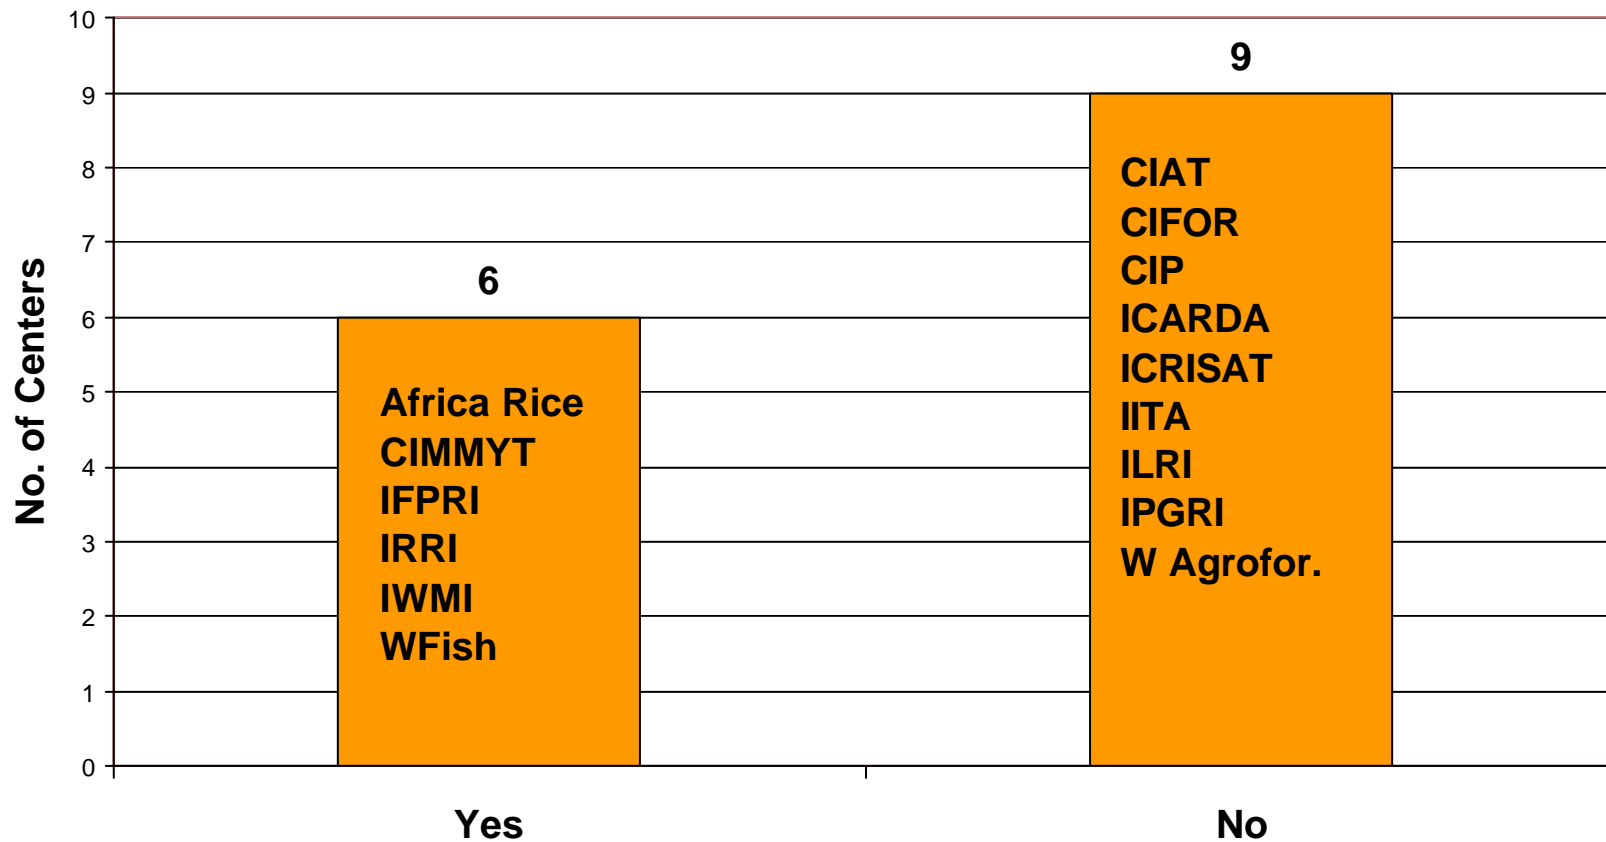 10
9
8
7
6
5
4
3
2
1
0
No. of Centers
6
Africa Rice
CIMMYT
IFPRI
IRRI
IWMI
WFish
9
CIAT
CIFOR
CIP
ICARDA
ICRISAT
IITA
ILRI
IPGRI
W Agrofor.
Yes
No